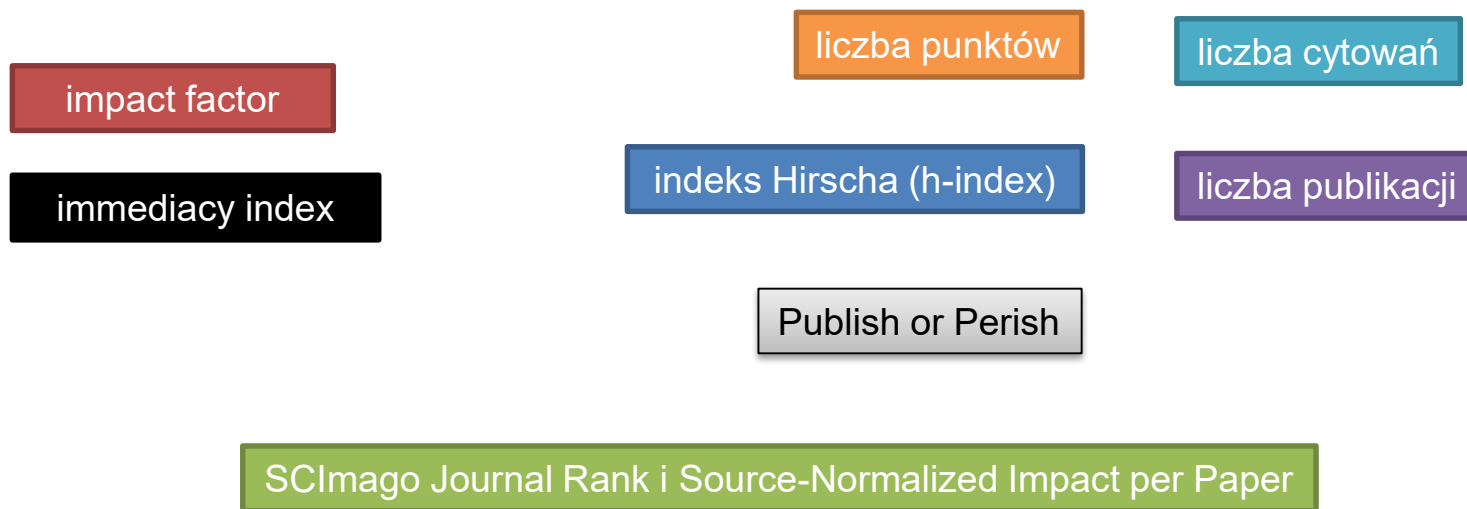 liczba punktów
liczba cytowań
impact factor
indeks Hirscha (h-index)
liczba publikacji
immediacy index
Publish or Perish
SCImago Journal Rank i Source-Normalized Impact per Paper